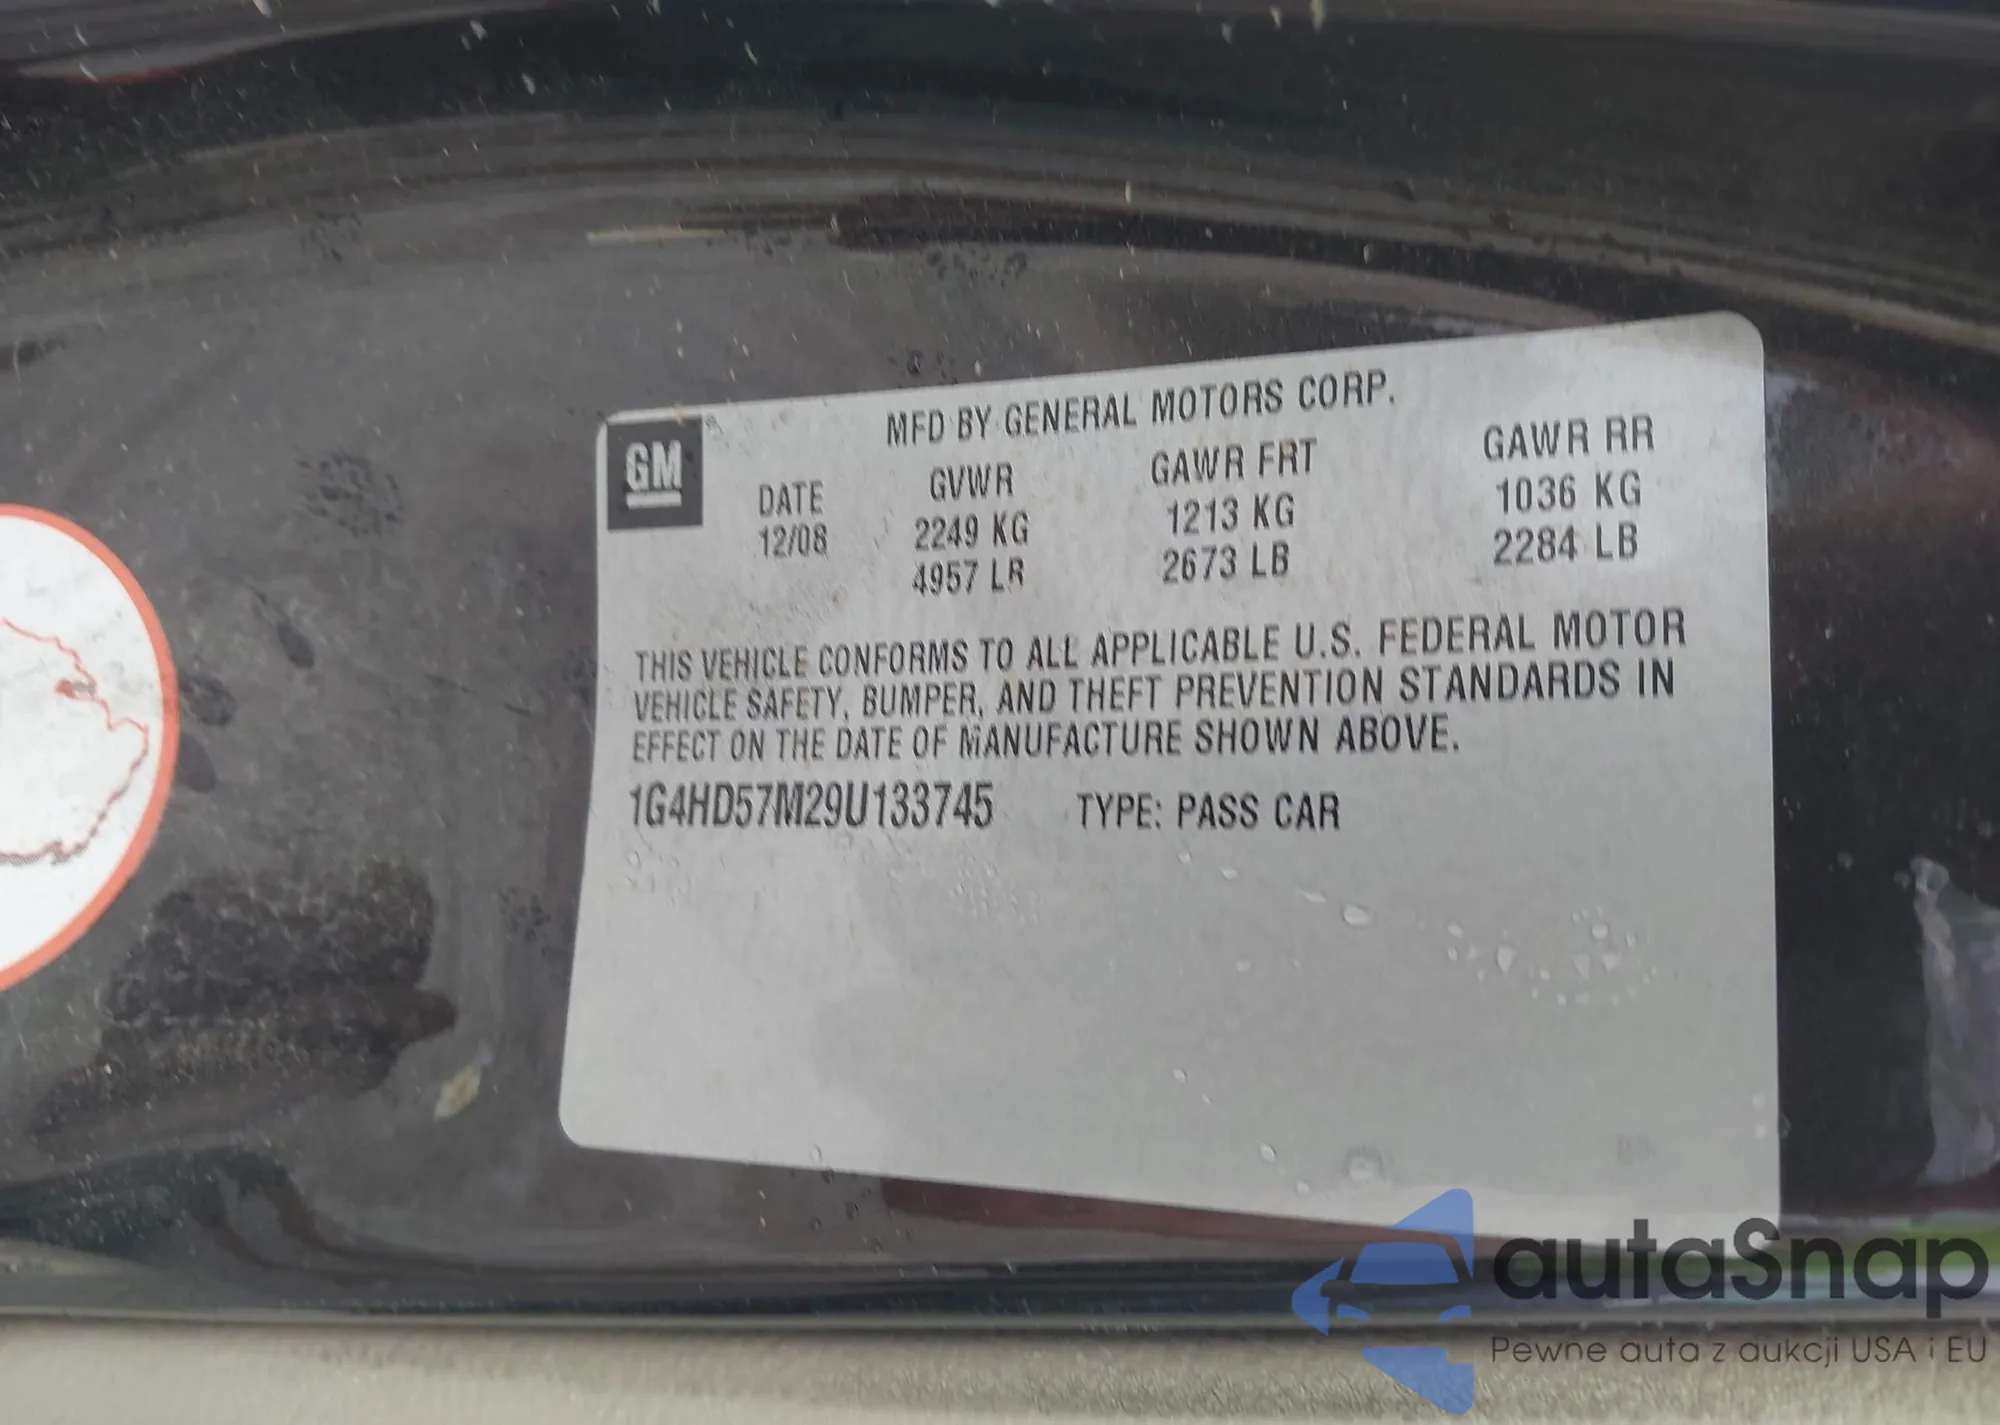 GM
MFD BY GENERAL MOTORS CORP.
DATE GVWR GAWR FRT GAWR RR
12/08 2249 KG 1213 KG 1036 KG
4957 LB 2673 LB 2284 LB
THIS VEHICLE CONFORMS TO ALL APPLICABLE U.S. FEDERAL MOTOR
VEHICLE SAFETY, BUMPER, AND THEFT PREVENTION STANDARDS IN
EFFECT ON THE DATE OF MANUFACTURE SHOWN ABOVE.
1G4HD57M29U133745 TYPE: PASS CAR
autaSnap
Pewne auta z aukcji USA i EU